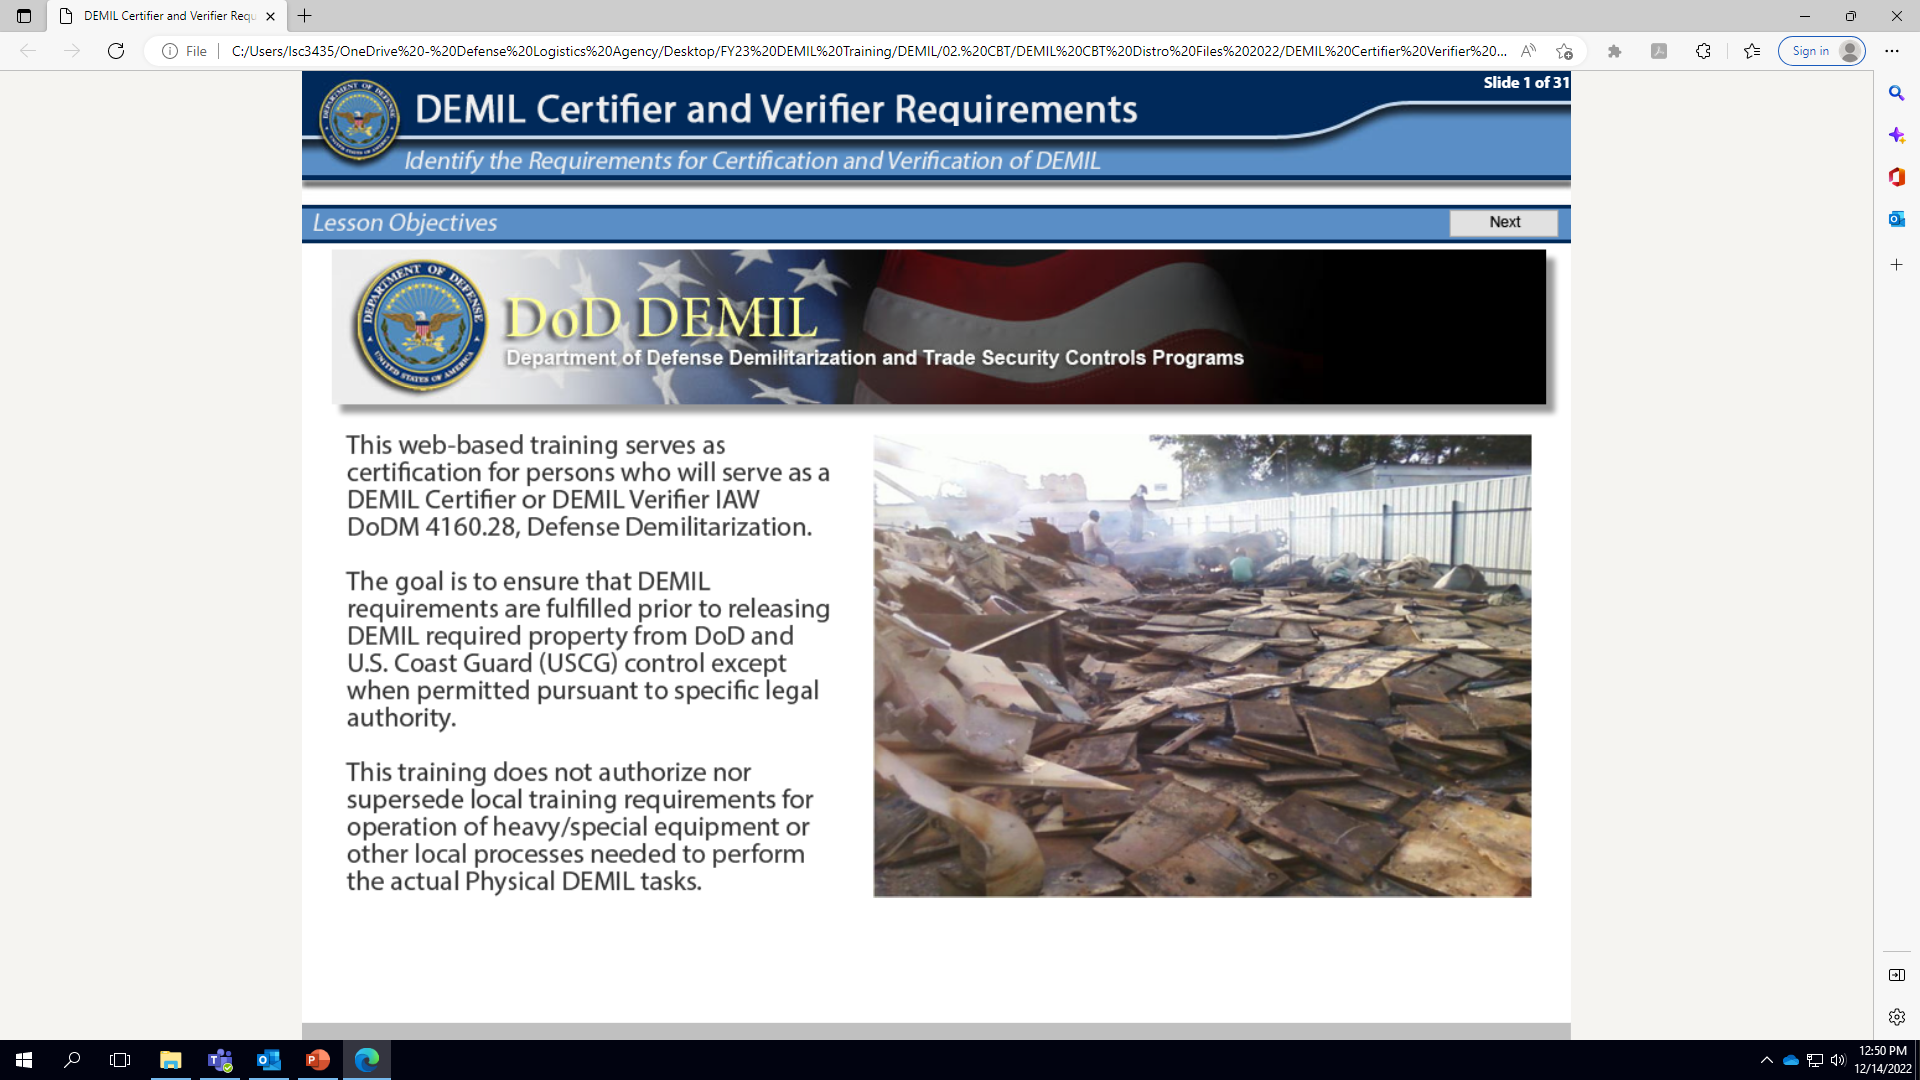 DEMIL Certifier and Verifier Requ
File
C:/Users/lsc3435/OneDrive%20-%20Defense%20Logistics%20Agency/Desktop/FY23%20DEMIL%20Training/DEMIL/02.%20CBT/DEMIL%20CBT%20Distro%20Files%202022/DEMIL%20Certifier%20Verifier%20...
Sign in
Slide 1 of 31
DEMIL Certifier and Verifier Requirements
Identify the Requirements for Certification and Verification of DEMIL
Lesson Objectives
Next
DEPARTMENT OF DEFENSE
UNITED STATES OF AMERICA
DoD DEMIL
Department of Defense Demilitarization and Trade Security Controls Programs
This web-based training serves as
certification for persons who will serve as a
DEMIL Certifier or DEMIL Verifier IAW
DoDM 4160.28, Defense Demilitarization.
The goal is to ensure that DEMIL
requirements are fulfilled prior to releasing
DEMIL required property from DoD and
U.S. Coast Guard (USCG) control except
when permitted pursuant to specific legal
authority.
This training does not authorize nor
supersede local training requirements for
operation of heavy/special equipment or
other local processes needed to perform
the actual Physical DEMIL tasks.
12:50 PM
12/14/2022